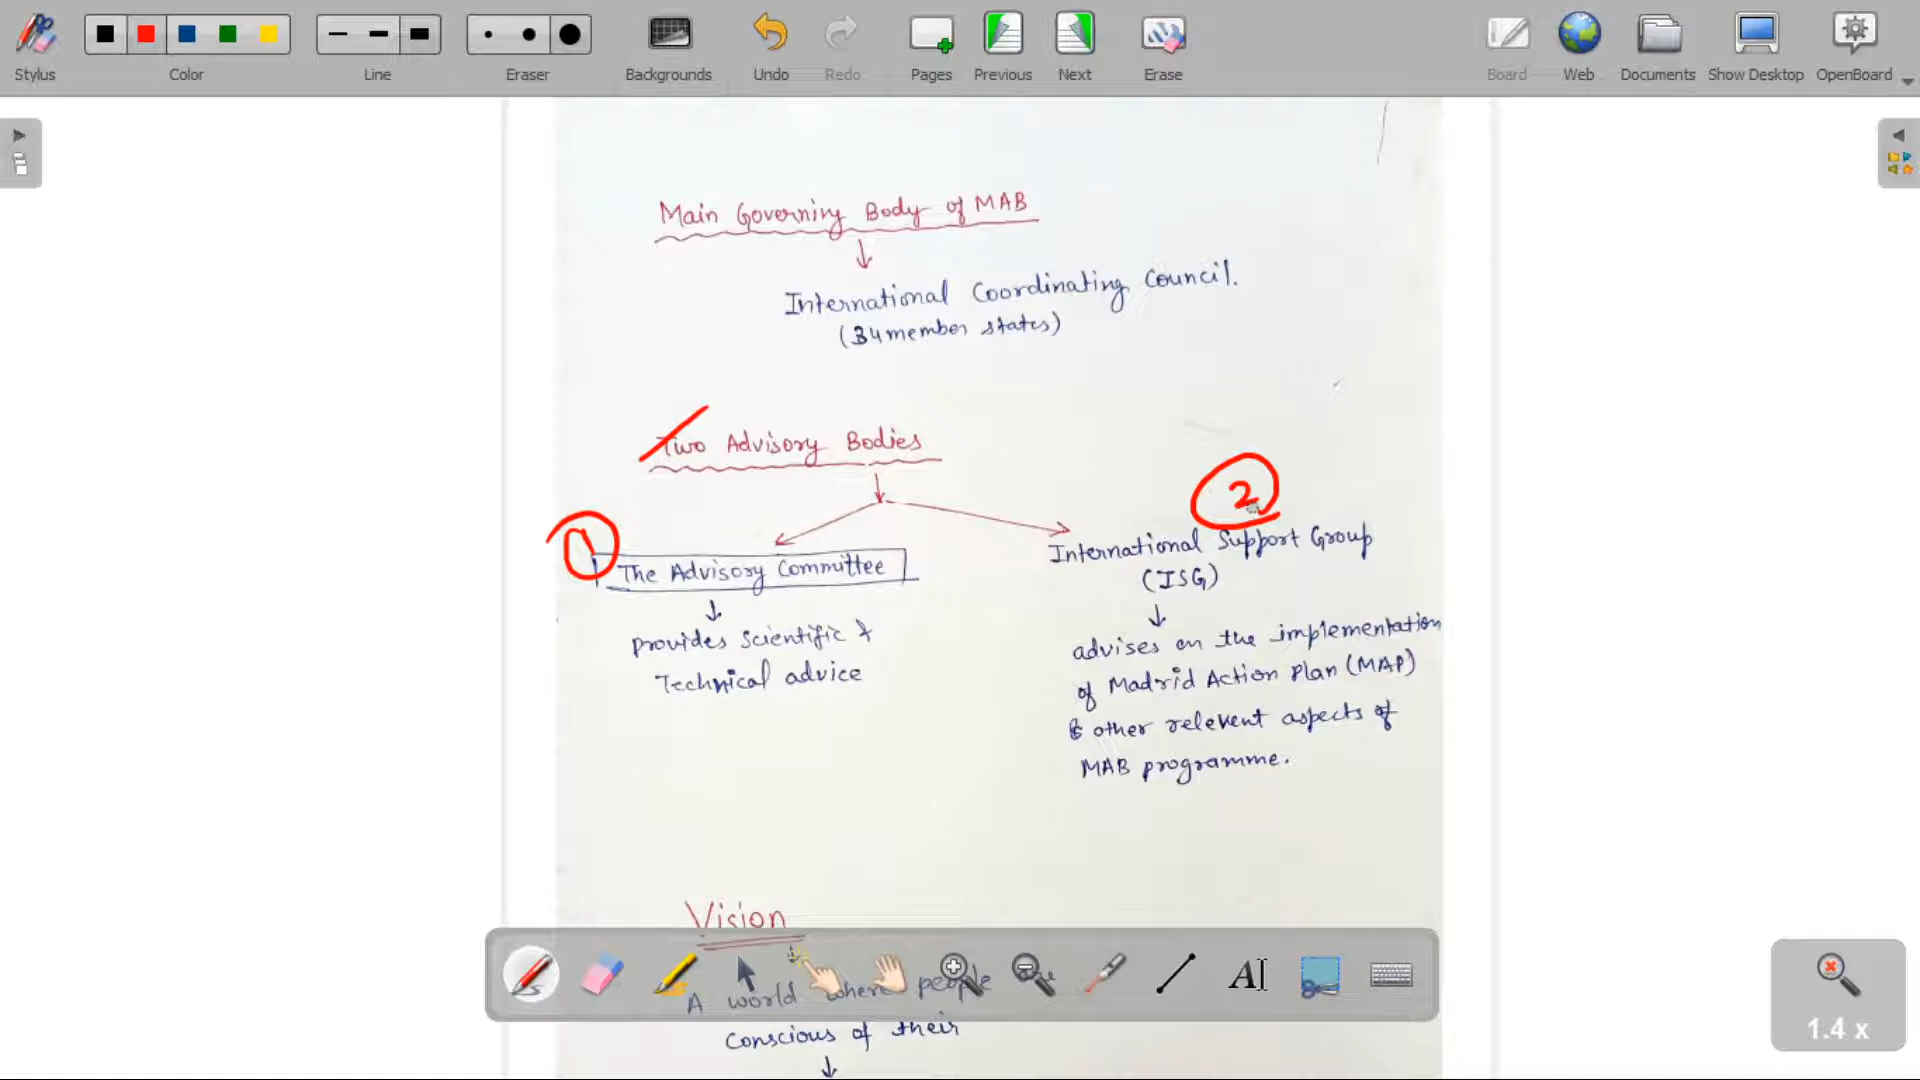 Stylus
Color
Line
Eraser
Backgrounds
Undo
Redo
Pages
Previous
Next
Erase
Board
Web
Documents
Show Desktop
OpenBoard
Main Governing Body of MAB
International Coordinating Council.
(34 member states)
Two Advisory Bodies
1
2
The Advisory Committee
Provides Scientific &
Technical advice
International Support Group
(ISG)
advises on the implementation
of Madrid Action Plan (MAP)
& other relevent aspects of
MAB programme.
Vision
A world where people
Conscious of their
1.4 x